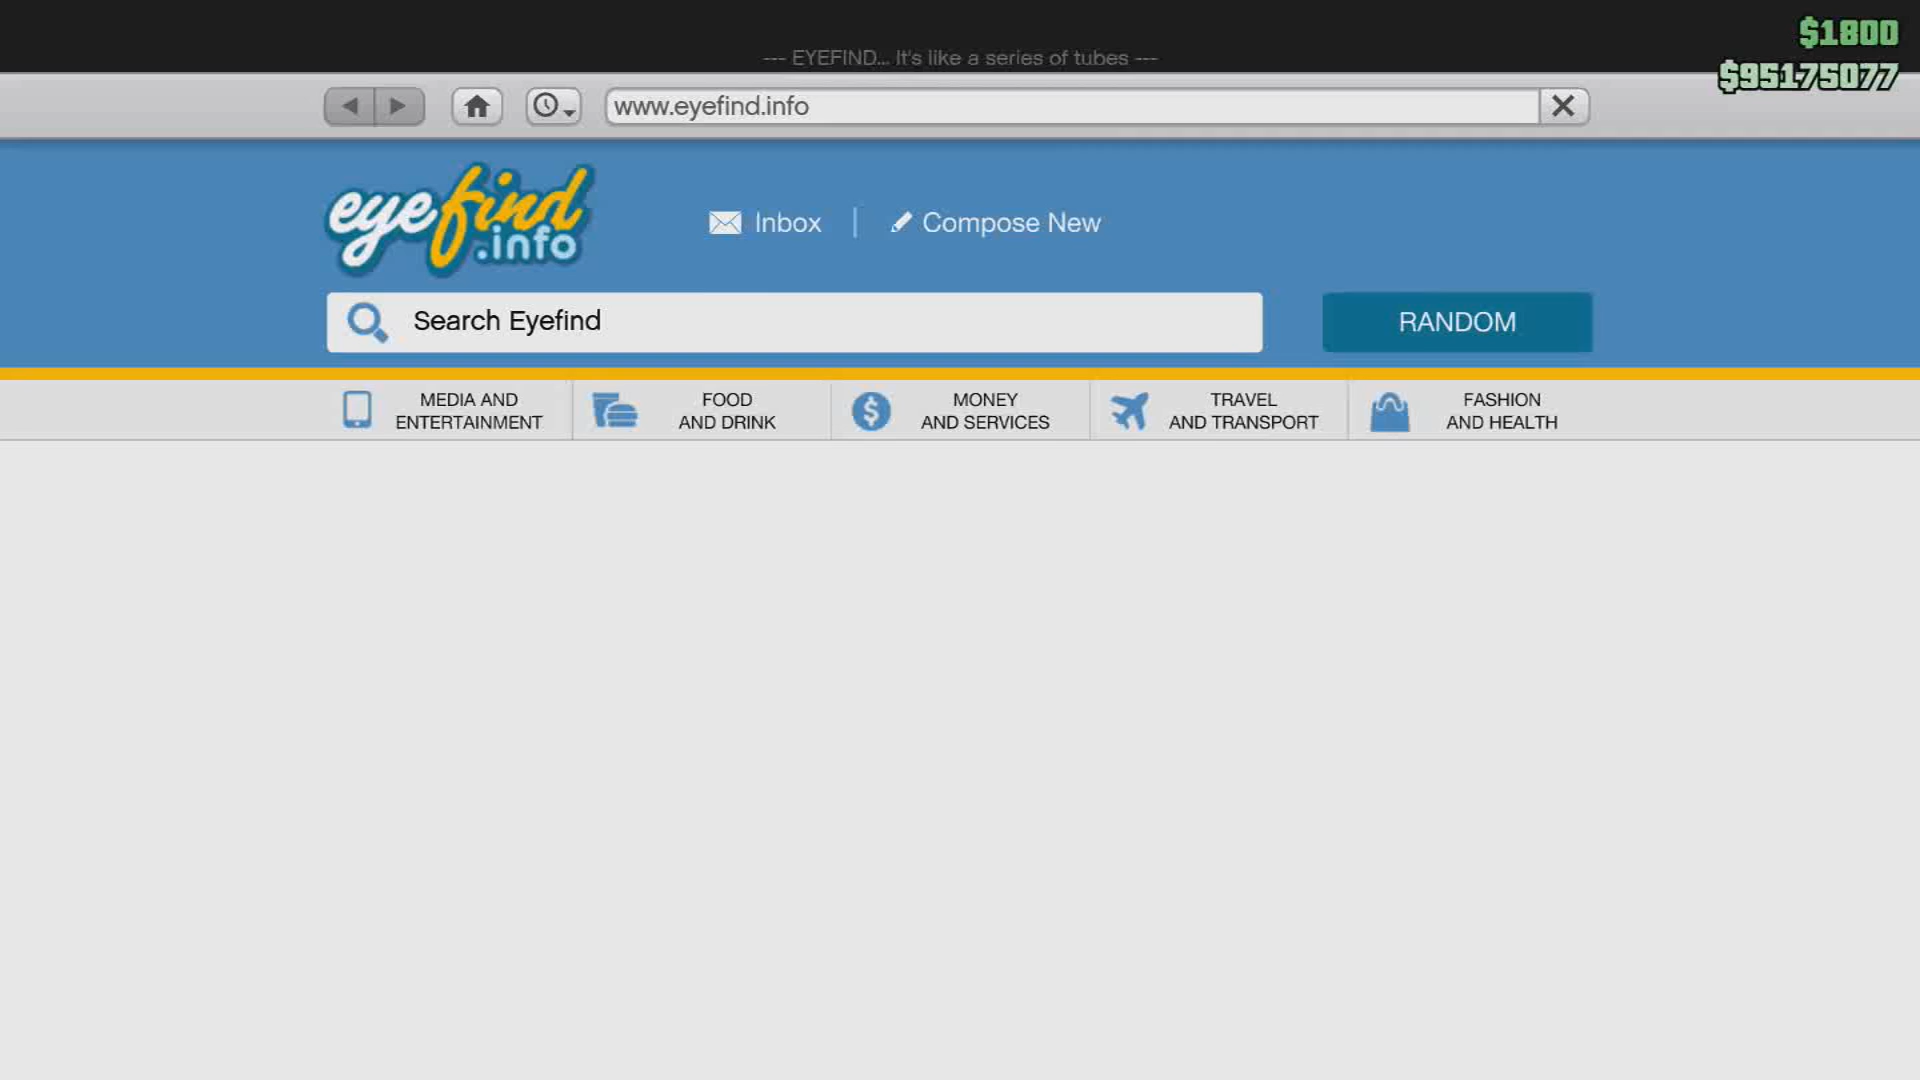 $1800
--- EYEFIND... It's like a series of tubes ---
$95175077
www.eyefind.info
eyefind
.info
Inbox
Compose New
Search Eyefind
RANDOM
MEDIA AND
ENTERTAINMENT
FOOD
AND DRINK
MONEY
AND SERVICES
TRAVEL
AND TRANSPORT
FASHION
AND HEALTH